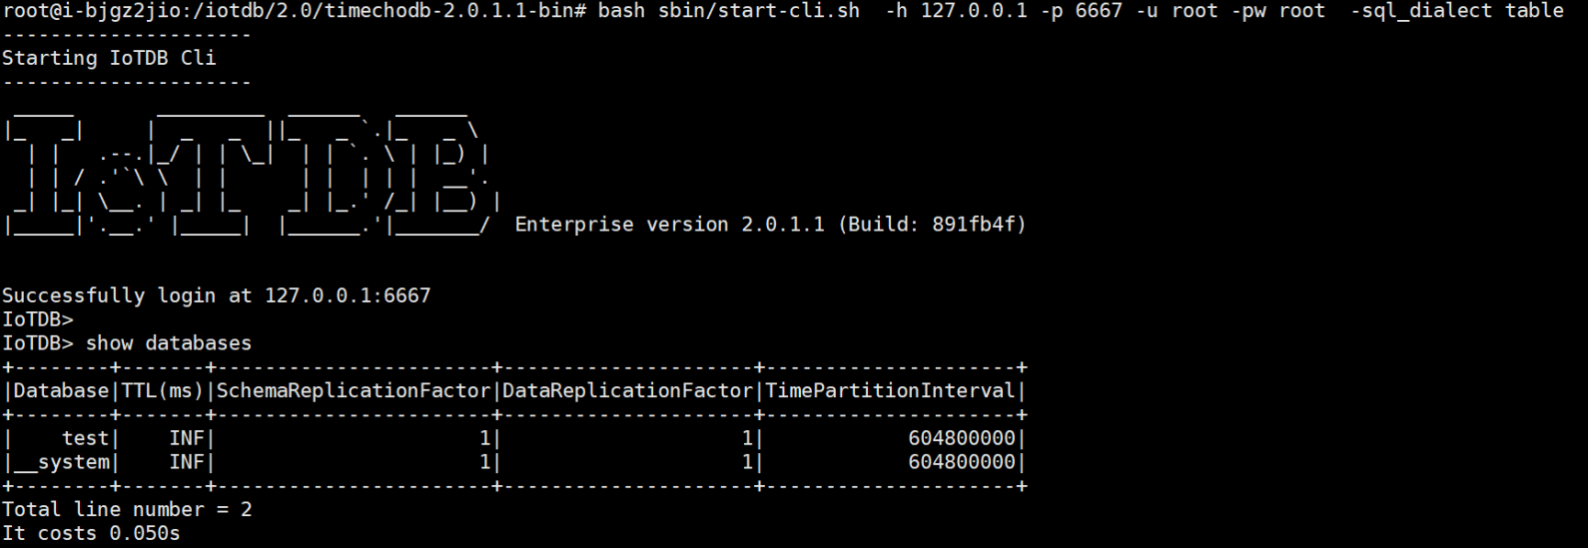 root@i-bjgz2jio:/iotdb/2.0/timechodb-2.0.1.1-bin# bash sbin/start-cli.sh  -h 127.0.0.1 -p 6667 -u root -pw root  -sql_dialect table
---------------------
Starting IoTDB Cli
---------------------
IoTDB
Enterprise version 2.0.1.1 (Build: 891fb4f)
Successfully login at 127.0.0.1:6667
IoTDB>
IoTDB> show databases
+--------+-------+-----------------------+---------------------+---------------------+
|Database|TTL(ms)|SchemaReplicationFactor|DataReplicationFactor|TimePartitionInterval|
+--------+-------+-----------------------+---------------------+---------------------+
|    test|    INF|                      1|                    1|            604800000|
|__system|    INF|                      1|                    1|            604800000|
+--------+-------+-----------------------+---------------------+---------------------+
Total line number = 2
It costs 0.050s